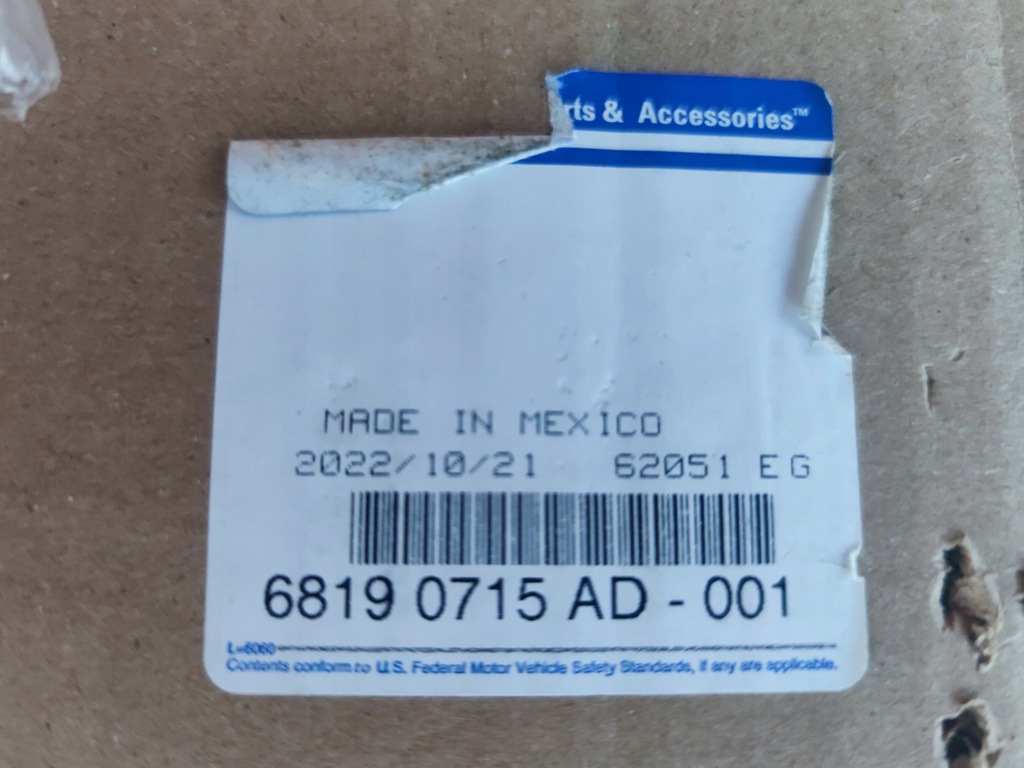 & Accessories™
MADE IN MEXICO
2022/10/21 62051 EG
6819 0715 AD - 001
L-6060
Contents conform to U.S. Federal Motor Vehicle Safety Standards, if any are applicable.